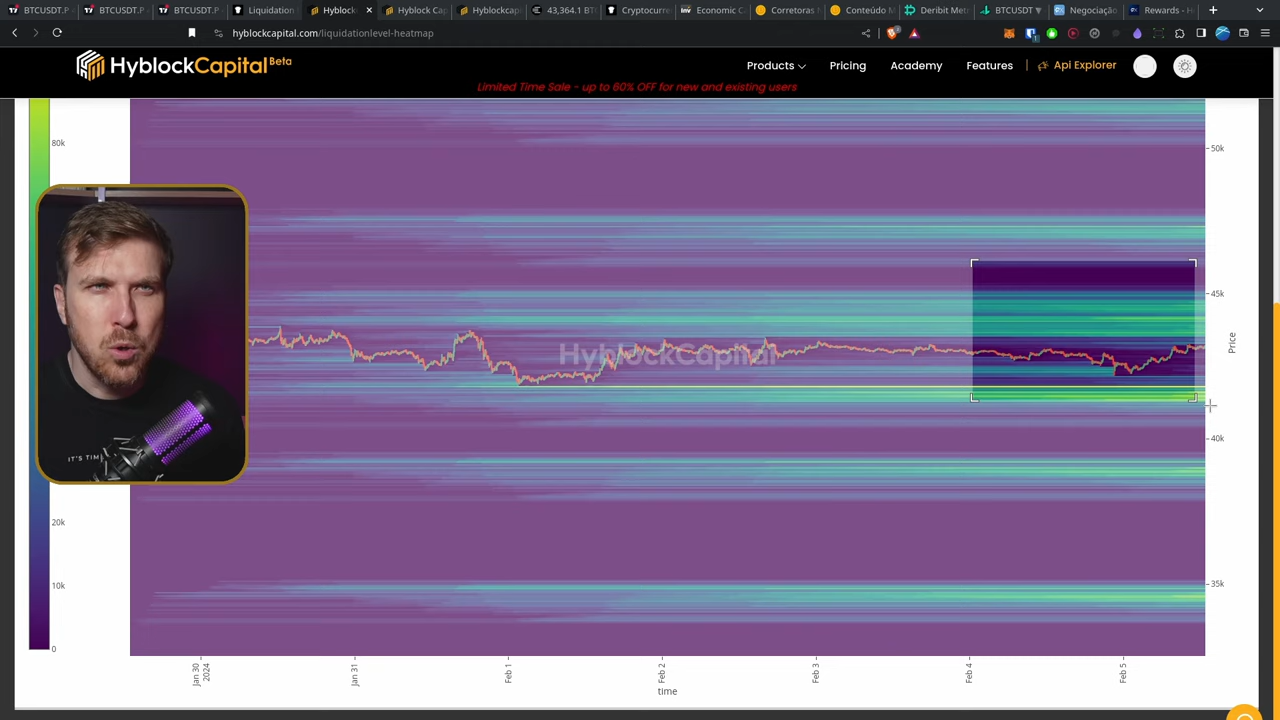 BTCUSDT.P
BTCUSDT.P
BTCUSDT.P
Liquidation
Hyblock
Hyblock Cap
Hyblockcap
43,364.1 BT
Cryptocurre
Economic C
Corretoras
Conteúdo M
Deribit Met
BTCUSDT
Negociação
Rewards - H
hyblockcapital.com/liquidationlevel-heatmap
HyblockCapital Beta
Products
Pricing
Academy
Features
Api Explorer
Limited Time Sale - up to 60% OFF for new and existing users
80k
20k
10k
0
HyblockCapital
IT'S TIM
50k
45k
40k
35k
Price
Jan 30
2024
Jan 31
Feb 1
Feb 2
Feb 3
Feb 4
Feb 5
time